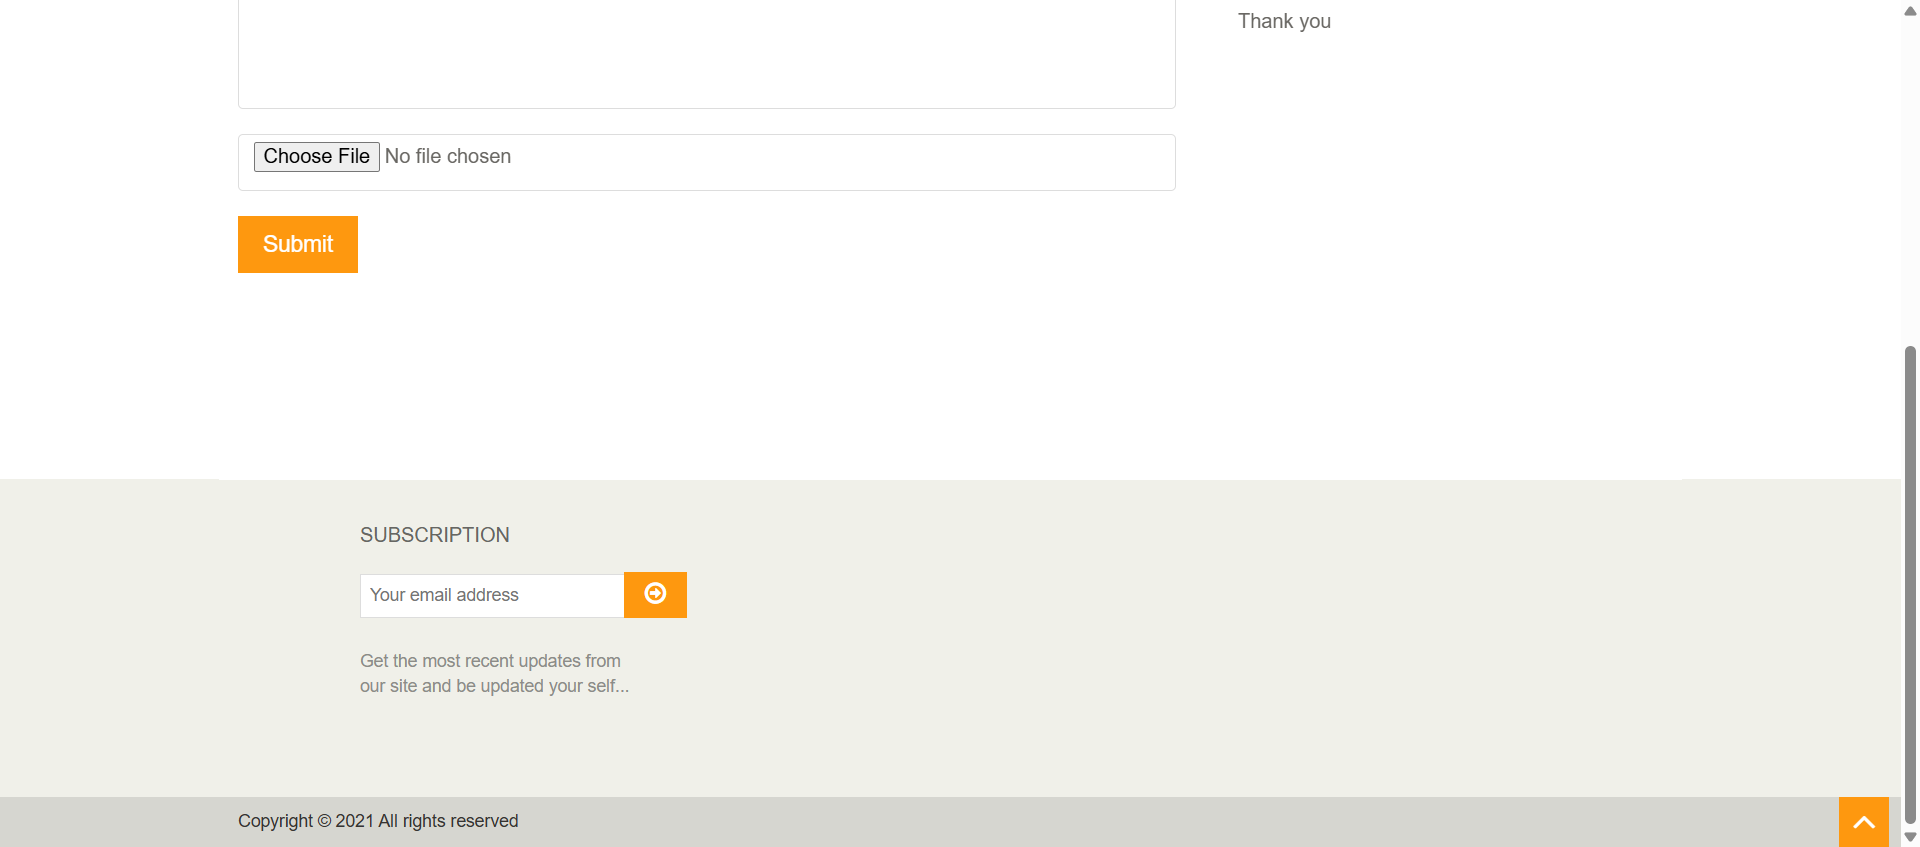 Thank you
Choose File No file chosen
Submit
SUBSCRIPTION
Your email address
Get the most recent updates from
our site and be updated your self...
Copyright © 2021 All rights reserved